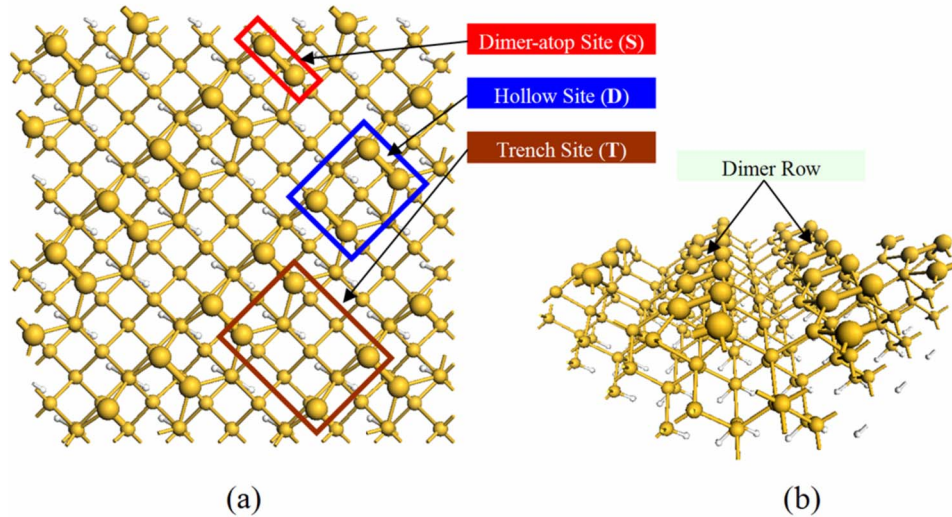 Dimer-atop Site (S)
Hollow Site (D)
Trench Site (T)
Dimer Row
(a)
(b)